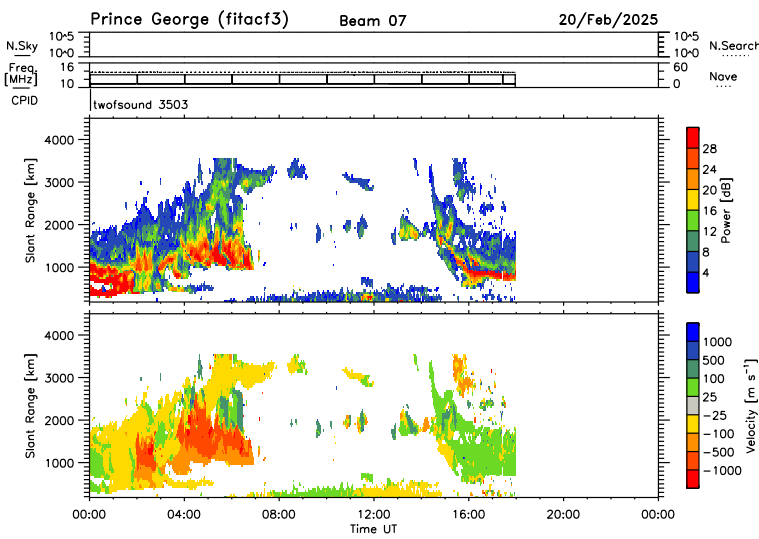 Prince George (fitacf3) Beam 07 20/Feb/2025
N.Sky 10^5 10^5 N.Search
10^0 10^0
Freq. 16 60 Nave
[MHz] 10 0
CPID twofsound 3503
Slant Range [km]
4000
3000
2000
1000
28
24
20
16
12
8
4
Power [dB]
Slant Range [km]
4000
3000
2000
1000
1000
500
100
25
-25
-100
-500
-1000
Velocity [m s⁻¹]
00:00 04:00 08:00 12:00 16:00 20:00 00:00
Time UT